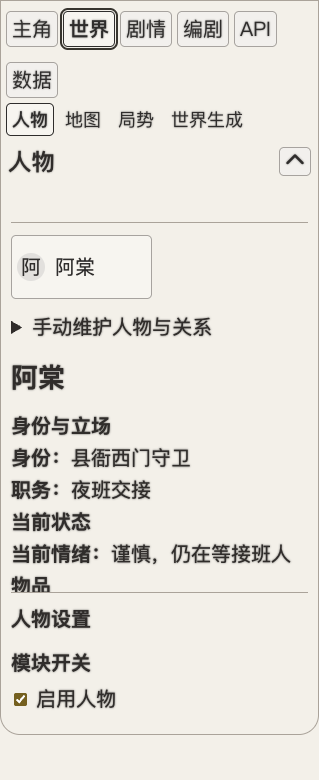 主角 世界 剧情 编剧 API
数据
人物 地图 局势 世界生成
人物
阿 阿棠
手动维护人物与关系
阿棠
身份与立场
身份：县衙西门守卫
职务：夜班交接
当前状态
当前情绪：谨慎，仍在等接班人
物品
人物设置
模块开关
启用人物